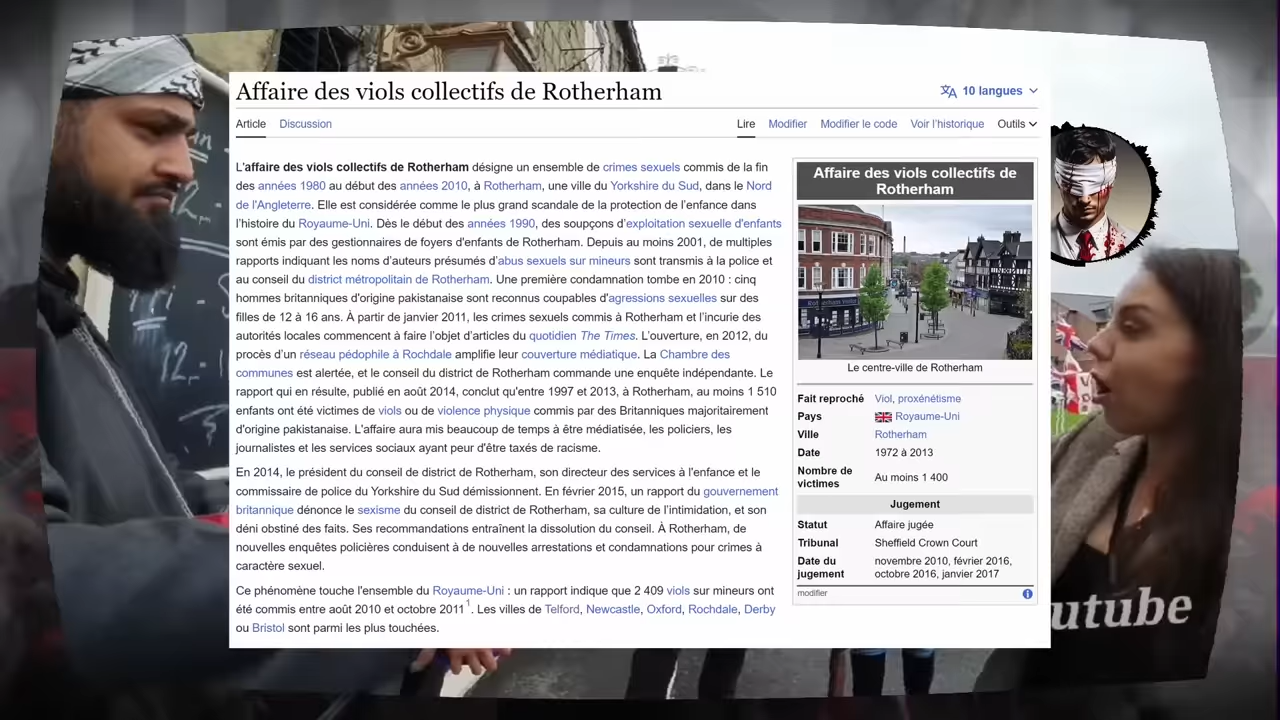 Affaire des viols collectifs de Rotherham
10 langues
Article Discussion Lire Modifier Modifier le code Voir l'historique Outils
L'affaire des viols collectifs de Rotherham désigne un ensemble de crimes sexuels commis de la fin
des années 1980 au début des années 2010, à Rotherham, une ville du Yorkshire du Sud, dans le Nord
de l'Angleterre. Elle est considérée comme le plus grand scandale de la protection de l'enfance dans
l'histoire du Royaume-Uni. Dès le début des années 1990, des soupçons d'exploitation sexuelle d'enfants
sont émis par des gestionnaires de foyers d'enfants de Rotherham. Depuis au moins 2001, de multiples
rapports indiquant les noms d'auteurs présumés d'abus sexuels sur mineurs sont transmis à la police et
au conseil du district métropolitain de Rotherham. Une première condamnation tombe en 2010 : cinq
hommes britanniques d'origine pakistanaise sont reconnus coupables d'agressions sexuelles sur des
filles de 12 à 16 ans. À partir de janvier 2011, les crimes sexuels commis à Rotherham et l'incurie des
autorités locales commencent à faire l'objet d'articles du quotidien The Times. L'ouverture, en 2012, du
procès d'un réseau pédophile à Rochdale amplifie leur couverture médiatique. La Chambre des
communes est alertée, et le conseil du district de Rotherham commande une enquête indépendante. Le
rapport qui en résulte, publié en août 2014, conclut qu'entre 1997 et 2013, à Rotherham, au moins 1 510
enfants ont été victimes de viols ou de violence physique commis par des Britanniques majoritairement
d'origine pakistanaise. L'affaire aura mis beaucoup de temps à être médiatisée, les policiers, les
journalistes et les services sociaux ayant peur d'être taxés de racisme.
En 2014, le président du conseil de district de Rotherham, son directeur des services à l'enfance et le
commissaire de police du Yorkshire du Sud démissionnent. En février 2015, un rapport du gouvernement
britannique dénonce le sexisme du conseil de district de Rotherham, sa culture de l'intimidation, et son
déni obstiné des faits. Ses recommandations entraînent la dissolution du conseil. À Rotherham, de
nouvelles enquêtes policières conduisent à de nouvelles arrestations et condamnations pour crimes à
caractère sexuel.
Ce phénomène touche l'ensemble du Royaume-Uni : un rapport indique que 2 409 viols sur mineurs ont
été commis entre août 2010 et octobre 2011 1. Les villes de Telford, Newcastle, Oxford, Rochdale, Derby
ou Bristol sont parmi les plus touchées.
Affaire des viols collectifs de
Rotherham
Le centre-ville de Rotherham
Fait reproché Viol, proxénétisme
Pays Royaume-Uni
Ville Rotherham
Date 1972 à 2013
Nombre de victimes Au moins 1 400
Jugement
Statut Affaire jugée
Tribunal Sheffield Crown Court
Date du jugement novembre 2010, février 2016,
octobre 2016, janvier 2017
modifier
utube
12